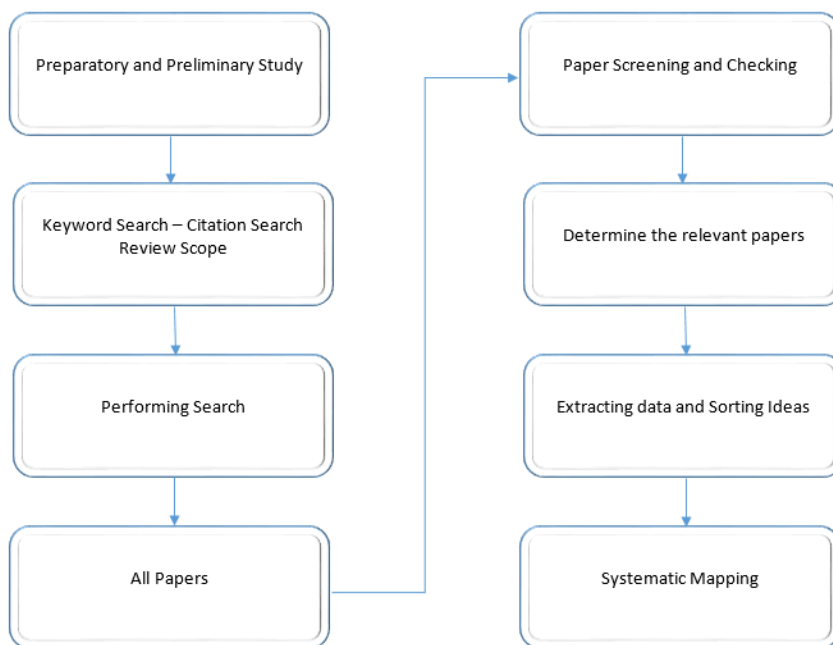 Preparatory and Preliminary Study
Keyword Search – Citation Search
Review Scope
Performing Search
All Papers
Paper Screening and Checking
Determine the relevant papers
Extracting data and Sorting Ideas
Systematic Mapping